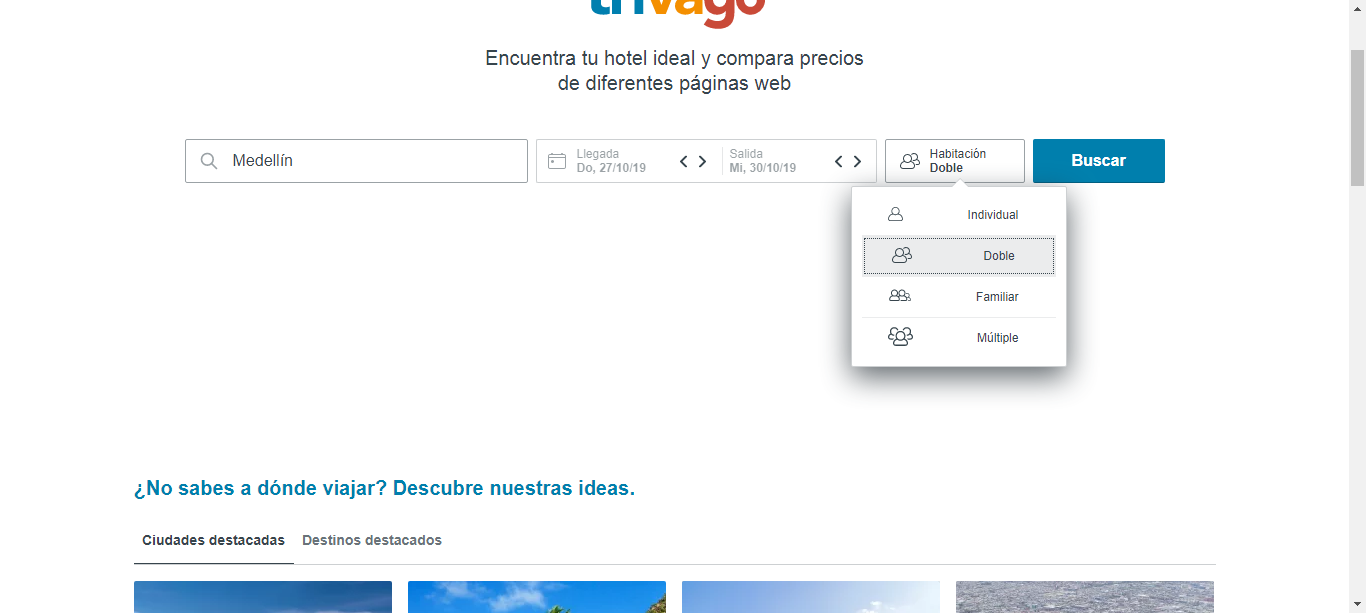 trivago
Encuentra tu hotel ideal y compara precios
de diferentes páginas web
Medellín
Llegada
Do, 27/10/19
Salida
Mi, 30/10/19
Habitación
Doble
Buscar
Individual
Doble
Familiar
Múltiple
¿No sabes a dónde viajar? Descubre nuestras ideas.
Ciudades destacadas
Destinos destacados